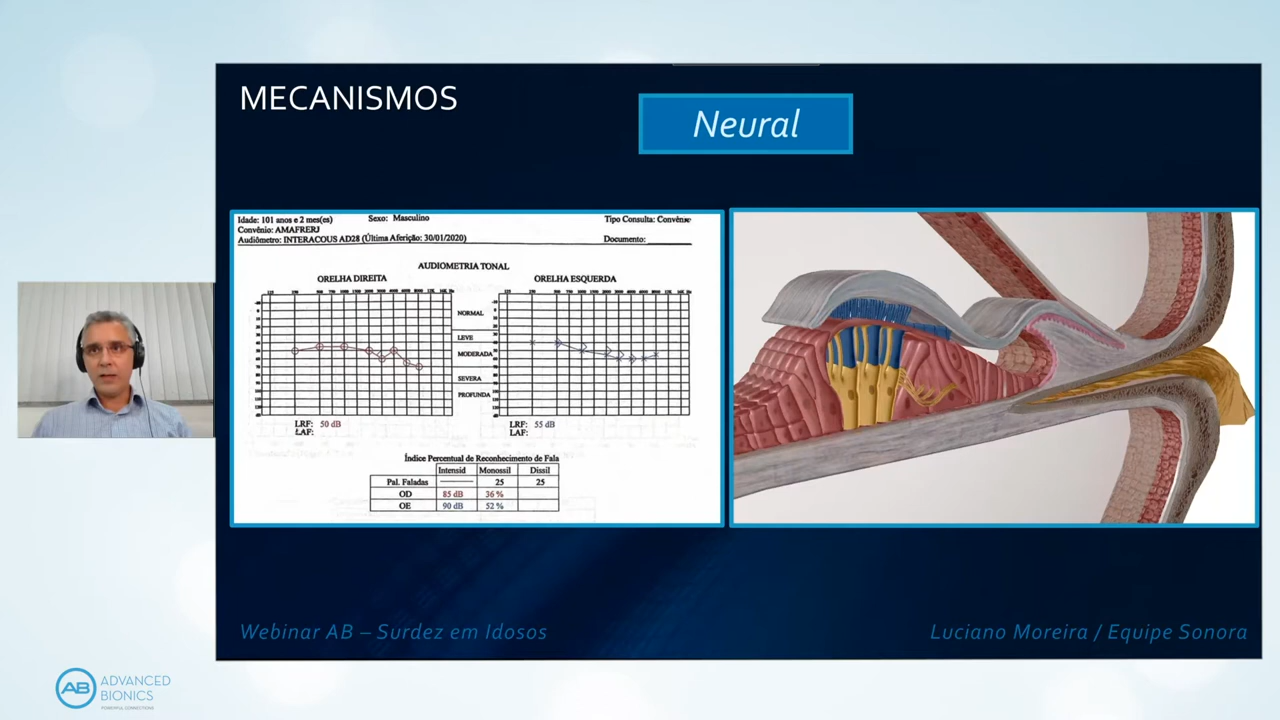 MECANISMOS
Neural
Idade: 101 anos e 2 mes(es) Sexo: Masculino Tipo Consulta: Convênio
Convênio: AMAFRERJ
Audiômetro: INTERACOUS AD28 (Última Aferição: 30/01/2020) Documento:
AUDIOMETRIA TONAL
ORELHA DIREITA ORELHA ESQUERDA
NORMAL
LEVE
MODERADA
SEVERA
PROFUNDA
LRF: 50 dB LRF: 55 dB
LAF: LAF:
Índice Percentual de Reconhecimento de Fala
Intensid Monossil Dissil
Pal. Faladas 25 25
OD 85 dB 36 %
OE 90 dB 52 %
Webinar AB – Surdez em Idosos
Luciano Moreira / Equipe Sonora
AB ADVANCED
BIONICS
POWERFUL CONNECTIONS